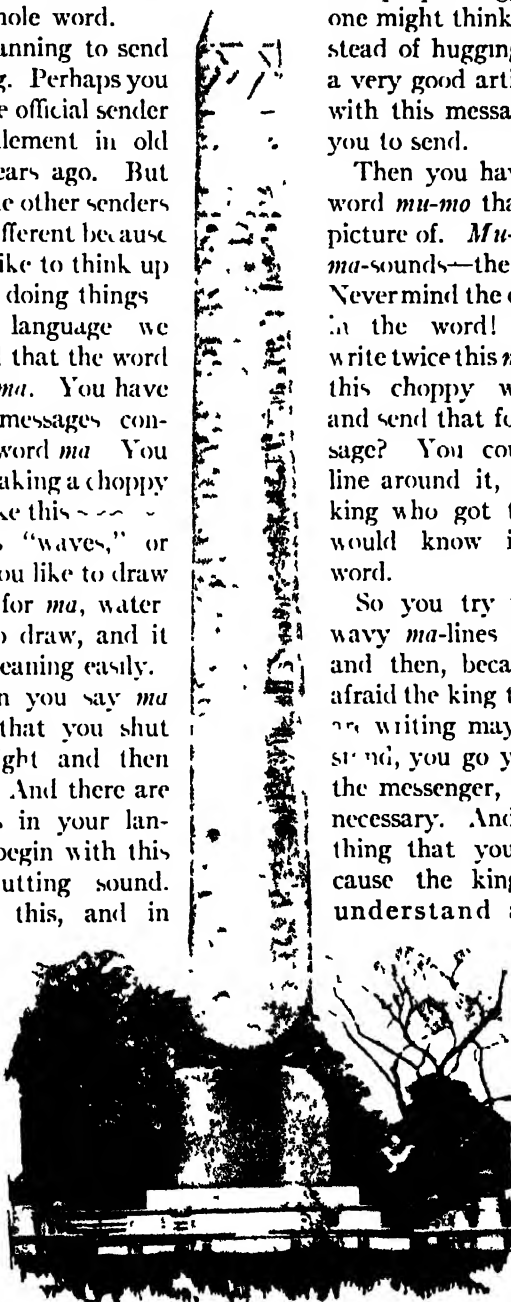 hole word.
anning to send
g. Perhaps you
e official sender
lement in old
ears ago. But
e other senders
fferent because
ike to think up
doing things
language we
d that the word
ma. You have
messages con-
word ma You
aking a choppy
ke this
"waves," or
ou like to draw
for ma, water
o draw, and it
eaning easily.
n you say ma
that you shut
ght and then
And there are
s in your lan-
begin with this
utting sound.
this, and in
one might think
stead of hugging
a very good arti
with this messa
you to send.
Then you hav
word mu-mo tha
picture of. Mu-
ma-sounds—the
Never mind the
in the word!
write twice this
this choppy w
and send that fo
sage? You cou
line around it,
king who got t
would know i
word.
So you try
wavy ma-lines
and then, beca
afraid the king t
are writing may
stand, you go y
the messenger,
necessary. And
thing that you
cause the king
understand a